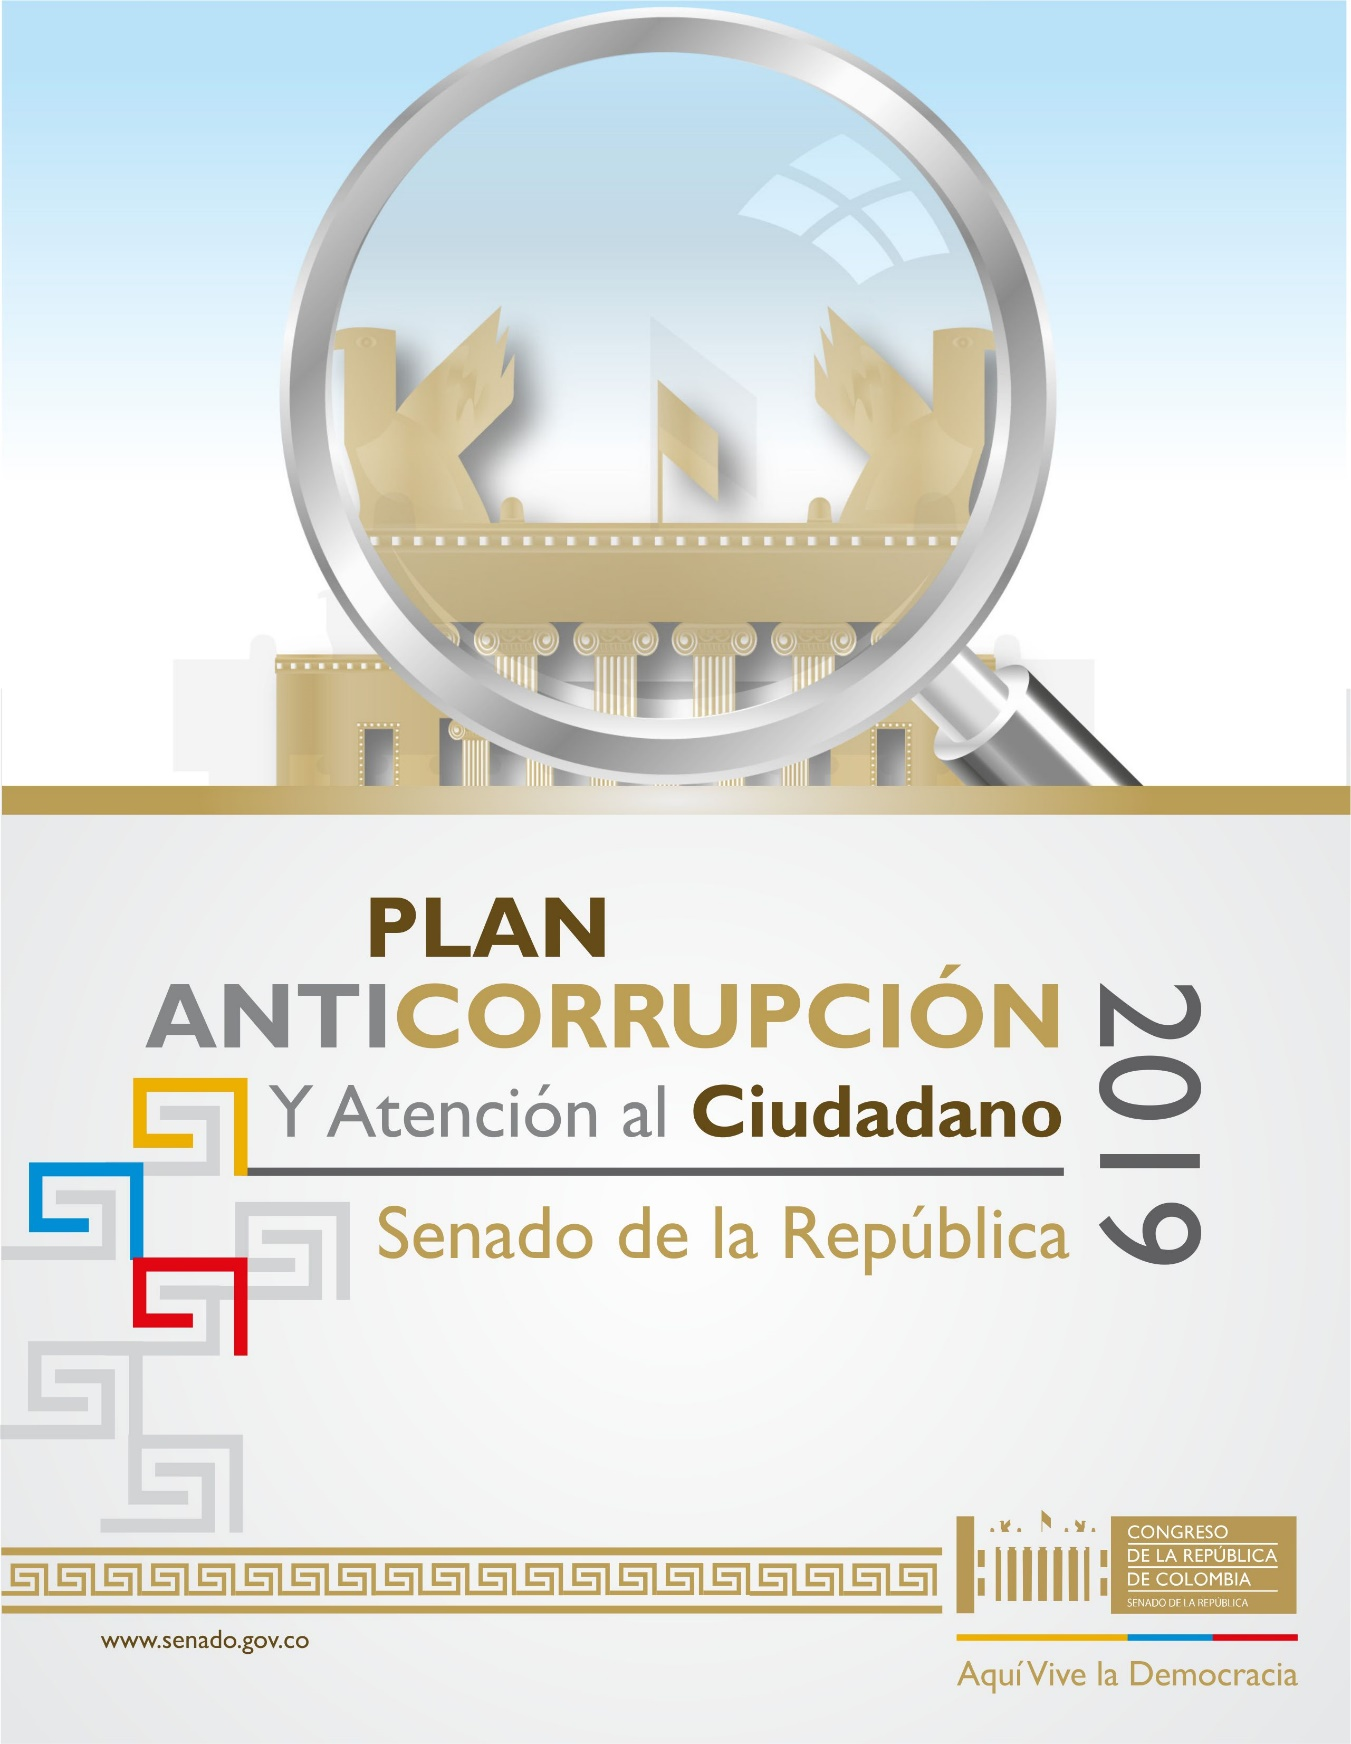 PLAN
ANTICORRUPCIÓN
Y Atención al Ciudadano
Senado de la República
2019
CONGRESO
DE LA REPÚBLICA
DE COLOMBIA
SENADO DE LA REPÚBLICA
www.senado.gov.co
Aquí Vive la Democracia